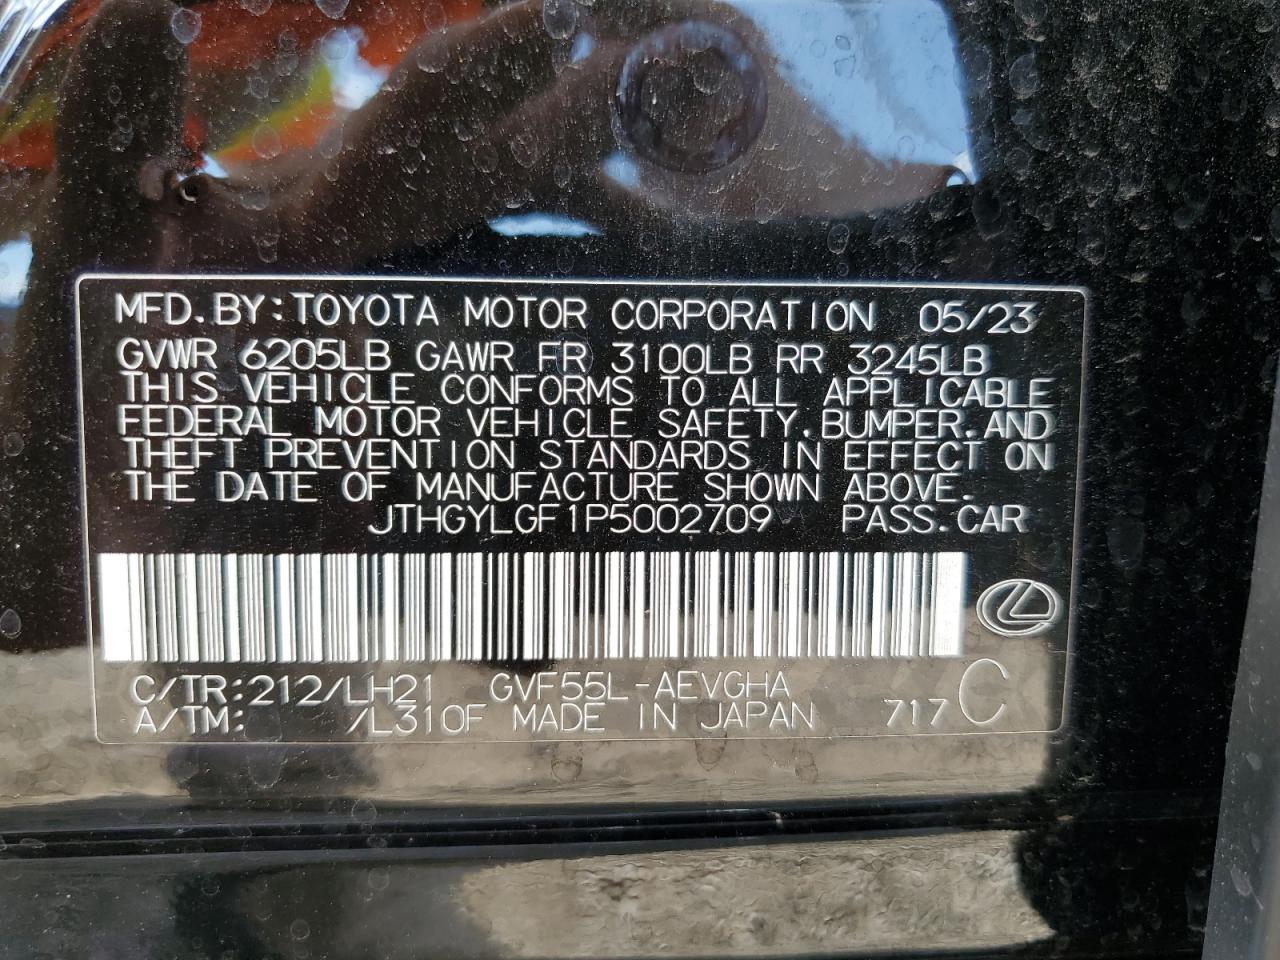 MFD.BY:TOYOTA MOTOR CORPORATION 05/23
GVWR 6205LB GAWR FR 3100LB RR 3245LB
THIS VEHICLE CONFORMS TO ALL APPLICABLE
FEDERAL MOTOR VEHICLE SAFETY,BUMPER,AND
THEFT PREVENTION STANDARDS IN EFFECT ON
THE DATE OF MANUFACTURE SHOWN ABOVE.
JTHGYLGF1P5002709 PASS.CAR
C/TR:212/LH21 GVF55L-AEVGHA
A/TM: /L310F MADE IN JAPAN 717 C